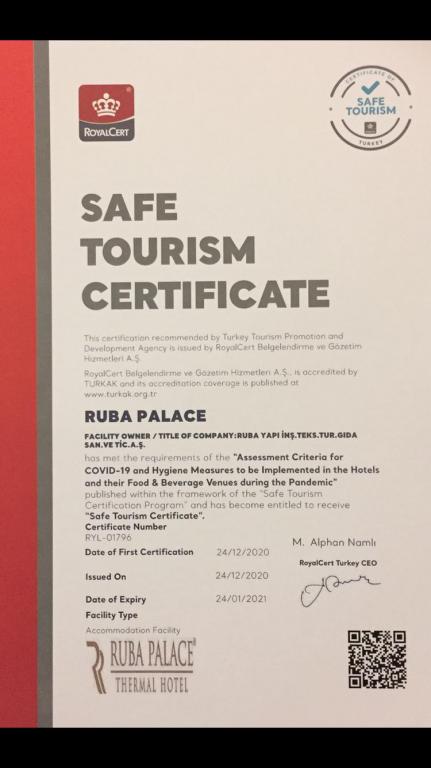 ROYALCERT
CERTIFICATE OF
SAFE
TOURISM
TURKEY
SAFE
TOURISM
CERTIFICATE
This certification recommended by Turkey Tourism Promotion and
Development Agency is issued by RoyalCert Belgelendirme ve Gözetim
Hizmetleri A.Ş.
RoyalCert Belgelendirme ve Gözetim Hizmetleri A.Ş., is accredited by
TURKAK and its accreditation coverage is published at
www.turkak.org.tr
RUBA PALACE
FACILITY OWNER / TITLE OF COMPANY:RUBA YAPI İNŞ.TEKS.TUR.GIDA
SAN.VE TİC.A.Ş.
has met the requirements of the "Assessment Criteria for
COVID-19 and Hygiene Measures to be Implemented in the Hotels
and their Food & Beverage Venues during the Pandemic"
published within the framework of the "Safe Tourism
Certification Program" and has become entitled to receive
"Safe Tourism Certificate".
Certificate Number
RYL-01796
Date of First Certification 24/12/2020
Issued On 24/12/2020
Date of Expiry 24/01/2021
M. Alphan Namlı
RoyalCert Turkey CEO
Facility Type
Accommodation Facility
RUBA PALACE
THERMAL HOTEL